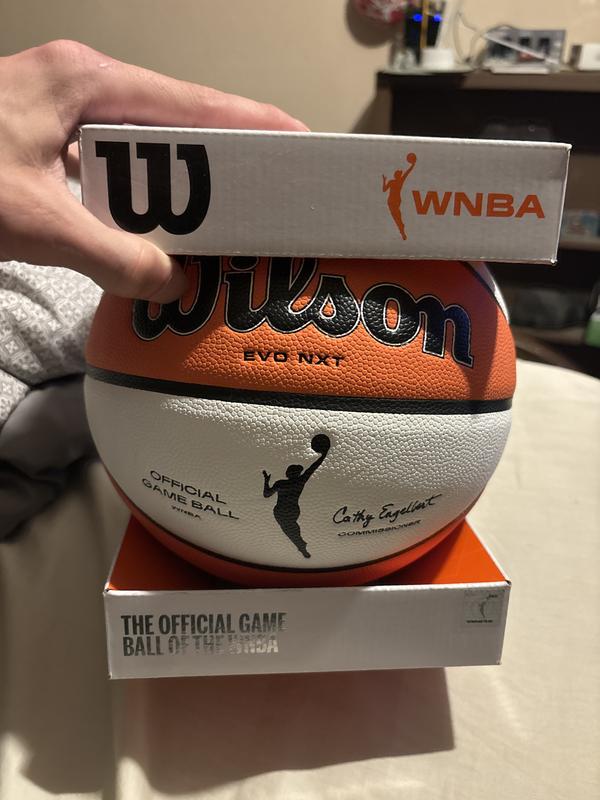 W
WNBA
Wilson
EVO NXT
OFFICIAL
GAME BALL
WNBA
Cathy Engelbert
COMMISSIONER
THE OFFICIAL GAME
BALL OF THE WNBA